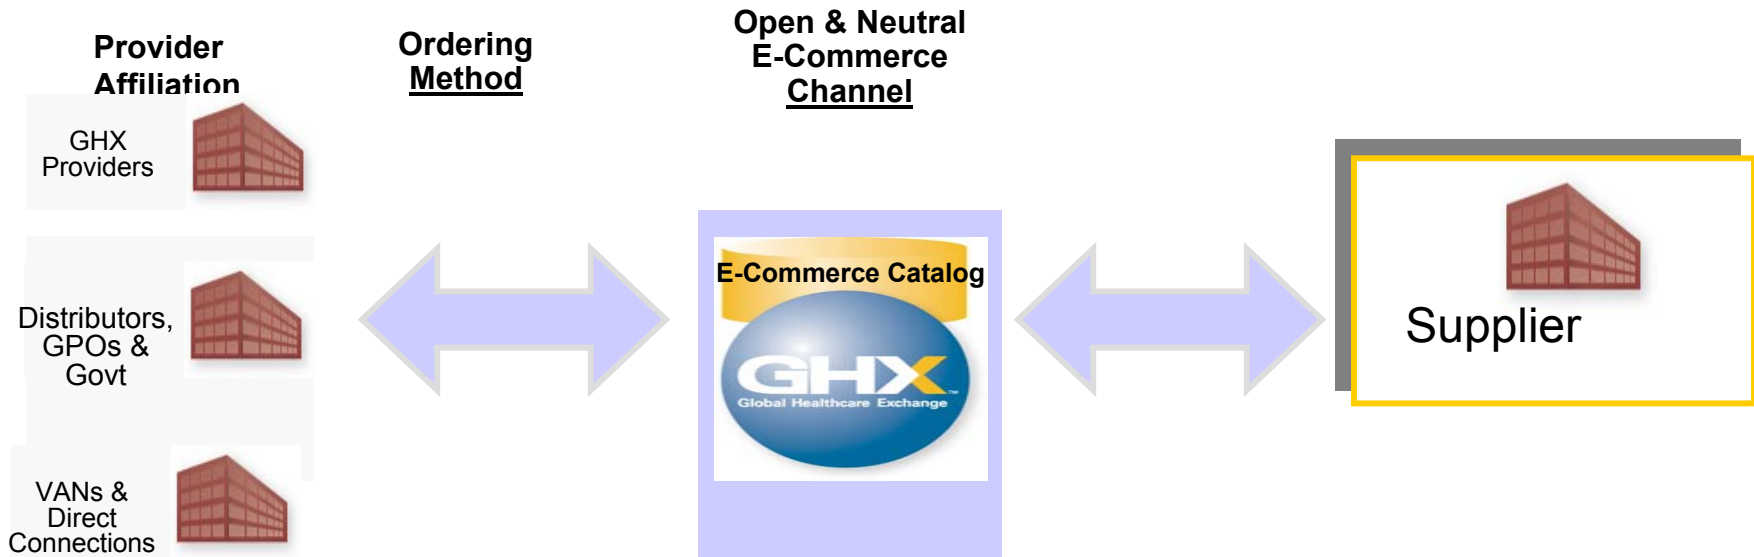 Provider
Affiliation
Ordering
Method
Open & Neutral
E-Commerce
Channel
GHX
Providers
Distributors,
GPOs &
Govt
VANs &
Direct
Connections
E-Commerce Catalog
GHX™
Global Healthcare Exchange
Supplier